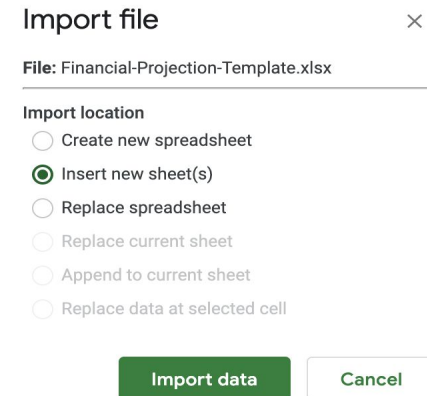 Import file
File: Financial-Projection-Template.xlsx
Import location
Create new spreadsheet
Insert new sheet(s)
Replace spreadsheet
Replace current sheet
Append to current sheet
Replace data at selected cell
Import data Cancel